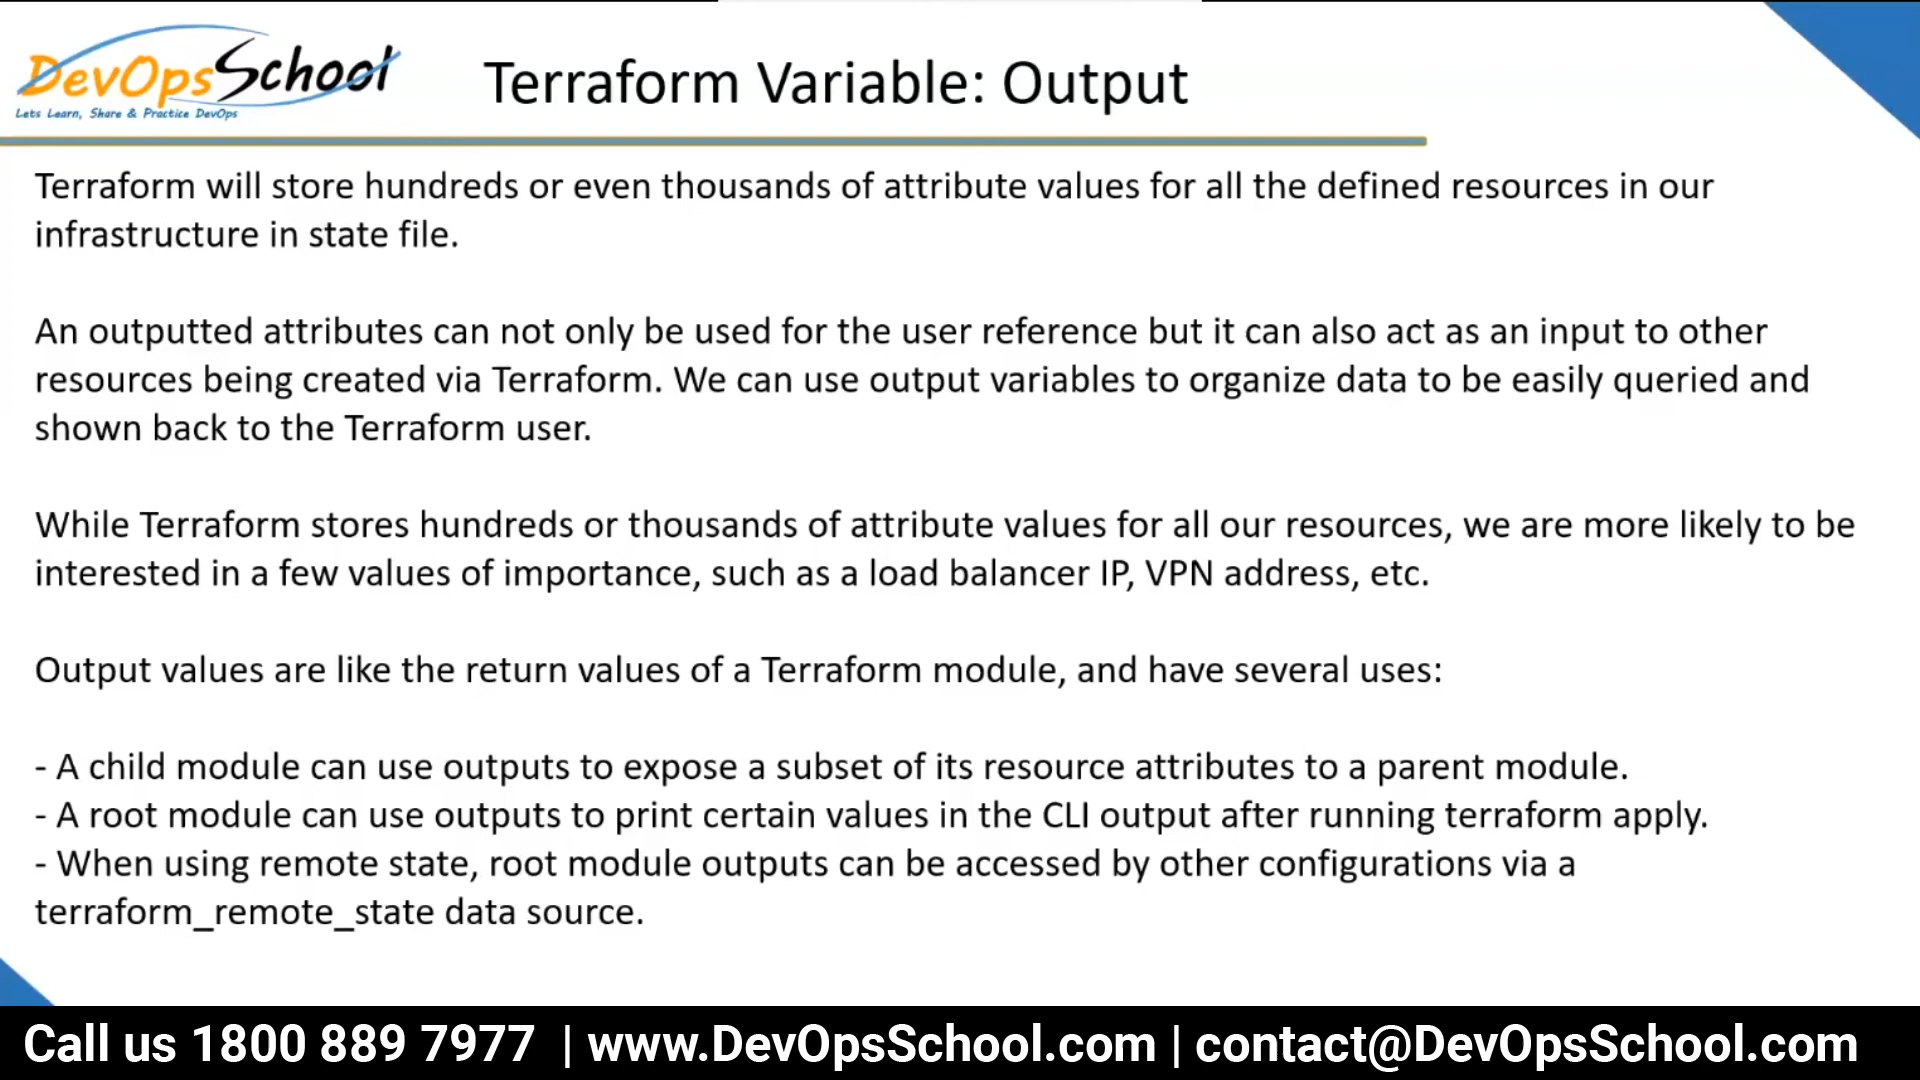 DevOpsSchool
Lets Learn, Share & Practice DevOps
Terraform Variable: Output
Terraform will store hundreds or even thousands of attribute values for all the defined resources in our
infrastructure in state file.
An outputted attributes can not only be used for the user reference but it can also act as an input to other
resources being created via Terraform. We can use output variables to organize data to be easily queried and
shown back to the Terraform user.
While Terraform stores hundreds or thousands of attribute values for all our resources, we are more likely to be
interested in a few values of importance, such as a load balancer IP, VPN address, etc.
Output values are like the return values of a Terraform module, and have several uses:
- A child module can use outputs to expose a subset of its resource attributes to a parent module.
- A root module can use outputs to print certain values in the CLI output after running terraform apply.
- When using remote state, root module outputs can be accessed by other configurations via a
terraform_remote_state data source.
Call us 1800 889 7977 | www.DevOpsSchool.com | contact@DevOpsSchool.com